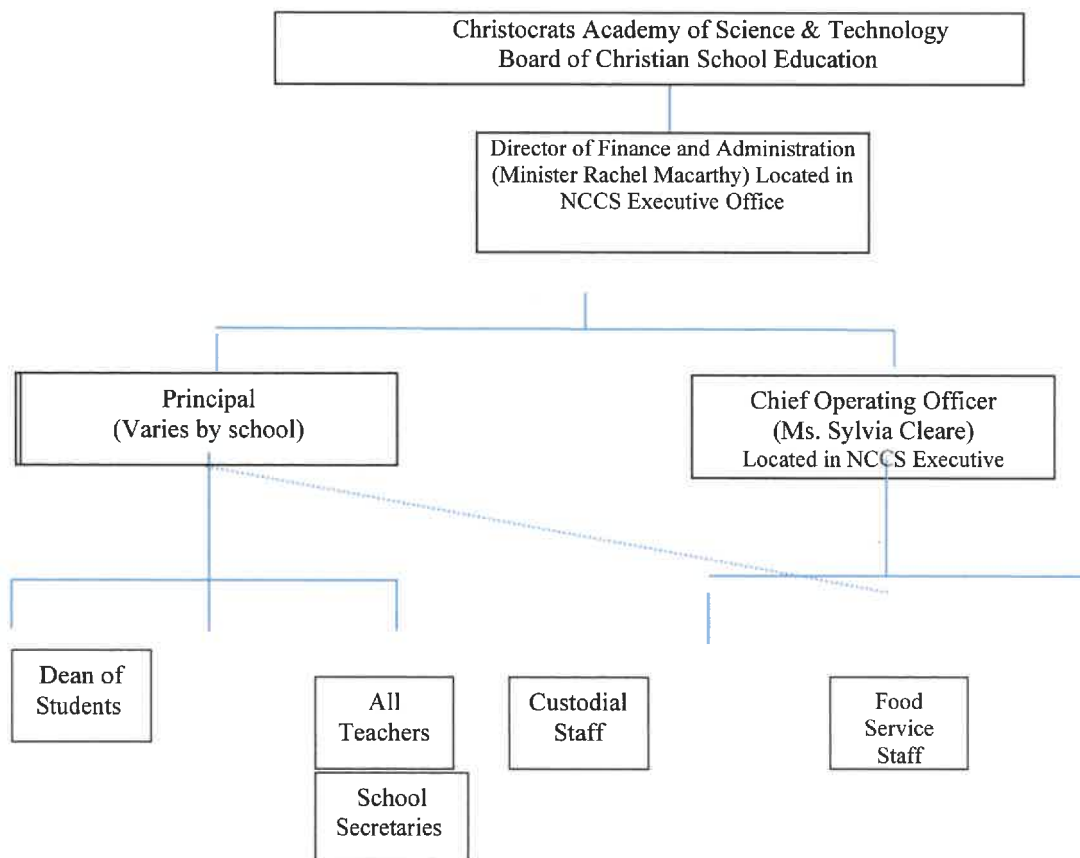 Christocrats Academy of Science & Technology
Board of Christian School Education
Director of Finance and Administration
(Minister Rachel Macarthy) Located in
NCCS Executive Office
Principal
(Varies by school)
Chief Operating Officer
(Ms. Sylvia Cleare)
Located in NCCS Executive
Dean of
Students
All
Teachers
School
Secretaries
Custodial
Staff
Food
Service
Staff